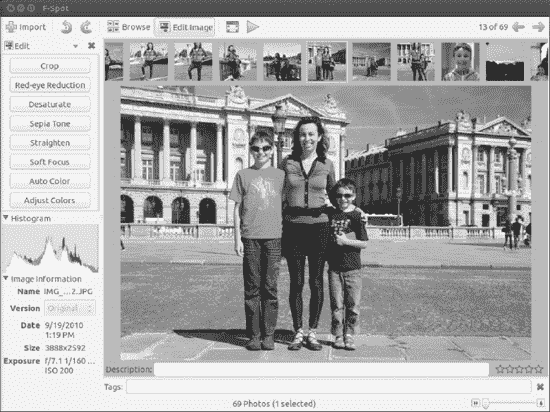 F-Spot
Import
Browse
Edit Image
13 of 69
Edit
Crop
Red-eye Reduction
Desaturate
Sepia Tone
Straighten
Soft Focus
Auto Color
Adjust Colors
Histogram
Image Information
Name IMG_...2.JPG
Version Original
Date 9/19/2010
1:19 PM
Size 3888x2592
Exposure f/7.1 1/160 ...
ISO 200
Description:
Tags:
69 Photos (1 selected)